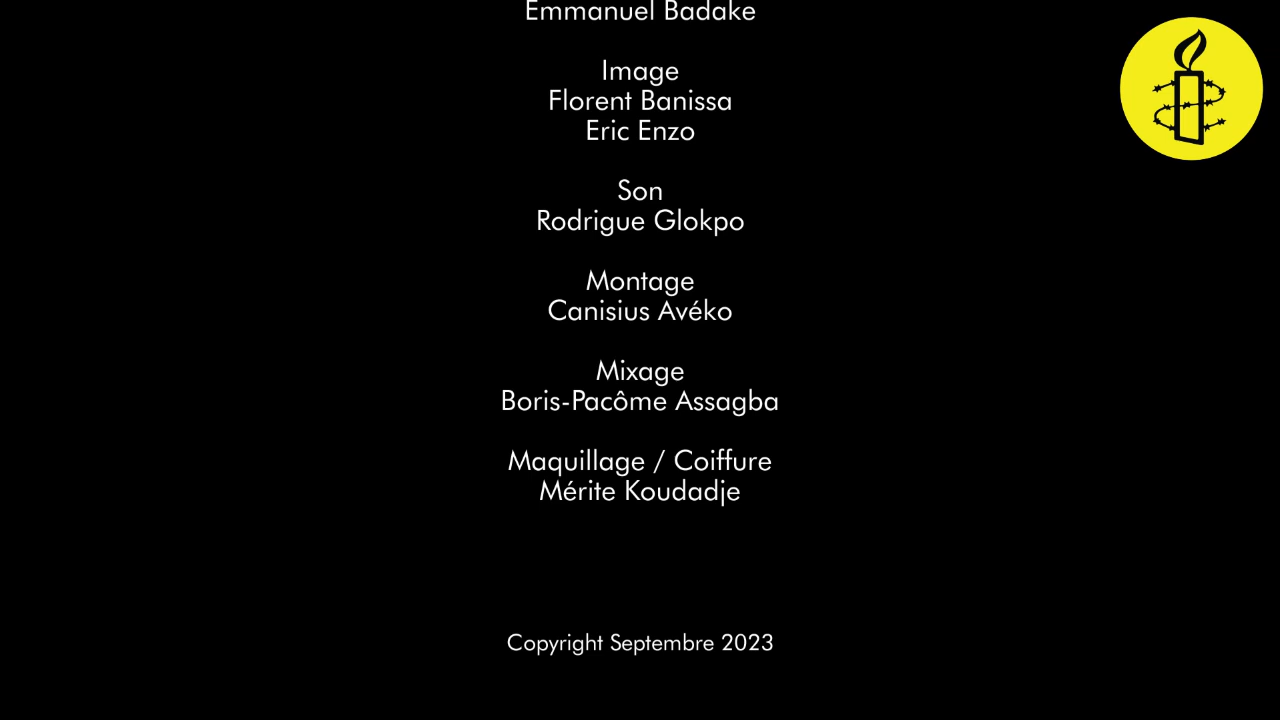 Emmanuel Badake
Image
Florent Banissa
Eric Enzo
Son
Rodrigue Glokpo
Montage
Canisius Avéko
Mixage
Boris-Pacôme Assagba
Maquillage / Coiffure
Mérite Koudadje
Copyright Septembre 2023